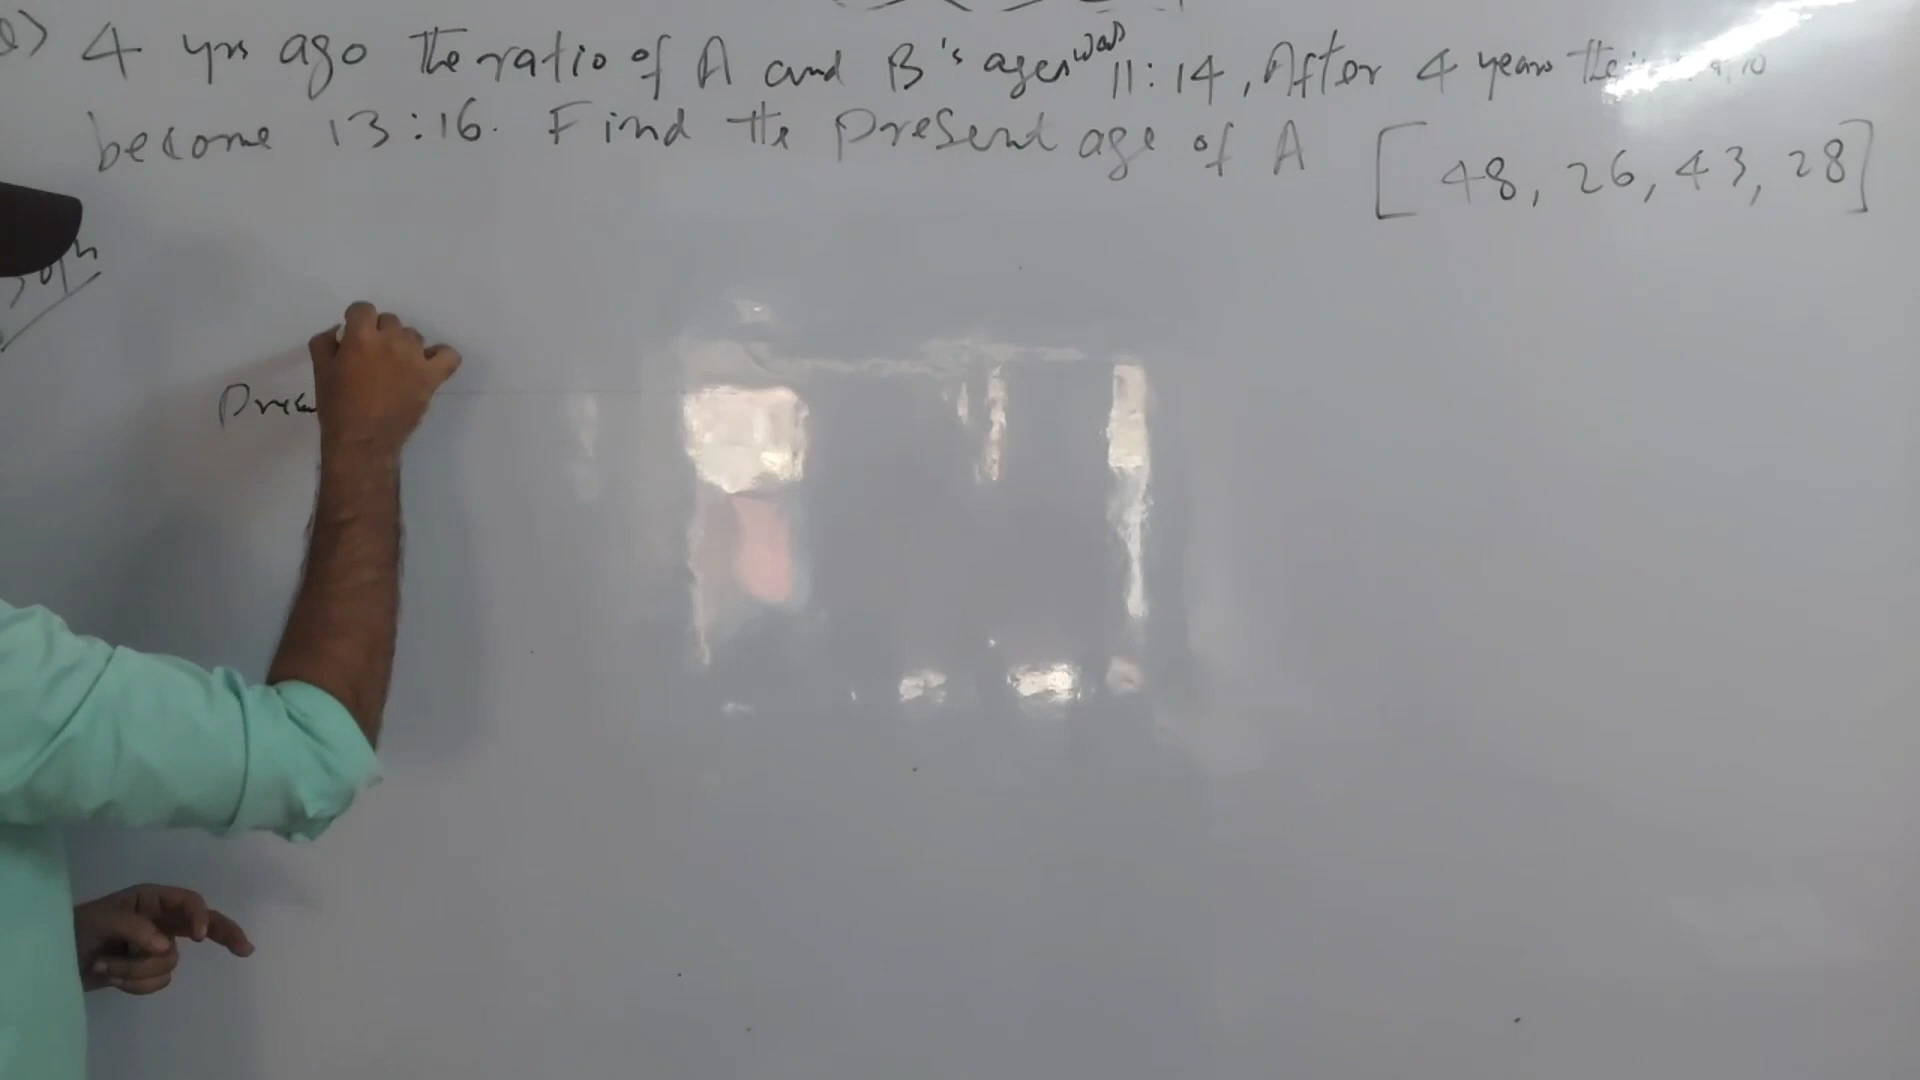 4 yrs ago the ratio of A and B's ages was 11:14, After 4 years
become 13:16. Find the present age of A [48, 26, 43, 28]